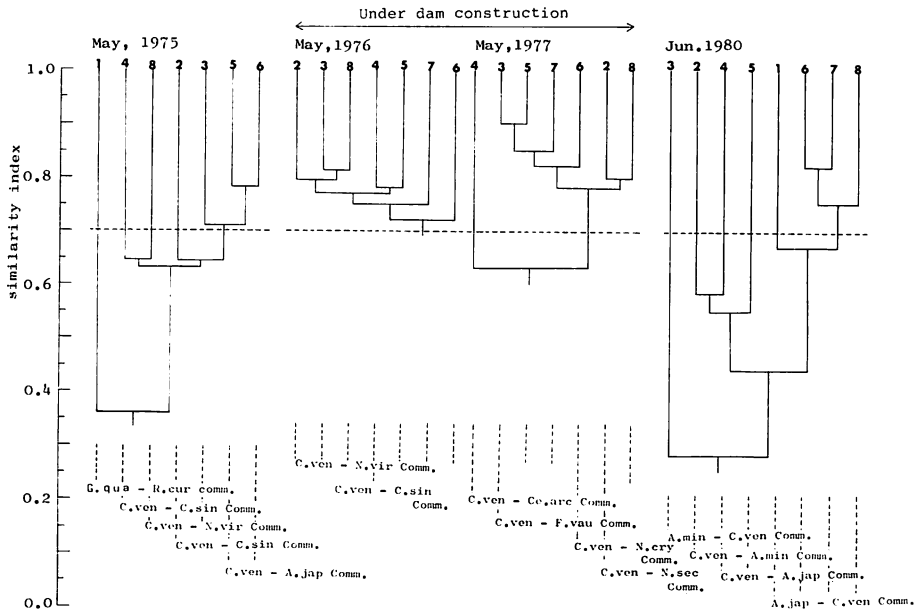 Under dam construction
May, 1975
May,1976
May,1977
Jun.1980
1 4 8 2 3 5 6
2 3 8 4 5 7 6
4 3 5 7 6 2 8
3 2 4 5 1 6 7 8
similarity index
1.0
0.8
0.6
0.4
0.2
0.0
G.qua - R.cur comm.
C.ven - C.sin Comm.
C.ven - N.vir Comm.
C.ven - C.sin Comm.
C.ven - A.jap Comm.
C.ven - N.vir Comm.
C.ven - C.sin
Comm.
C.ven - Co.arc Comm.
C.ven - F.vau Comm.
C.ven - N.cry
Comm.
C.ven - N.sec
Comm.
A.min - C.ven Comm.
C.ven - A.min Comm.
C.ven - A.jap Comm.
A.jap - C.ven Comm.